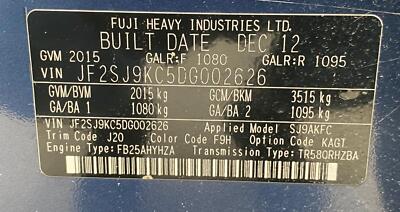 FUJI HEAVY INDUSTRIES LTD.
BUILT DATE DEC 12
GVM 2015 GALR:F 1080 GALR:R 1095
VIN JF2SJ9KC5DG002626
GVM/BVM 2015 kg GCM/BKM 3515 kg
GA/BA 1 1080 kg GA/BA 2 1095 kg
VIN JF2SJ9KC5DG002626 Applied Model SJ9AKFC
Trim Code J20 Color Code F9H Option Code KAGT
Engine Type FB25AHYHZA Transmission Type TR580RHZBA